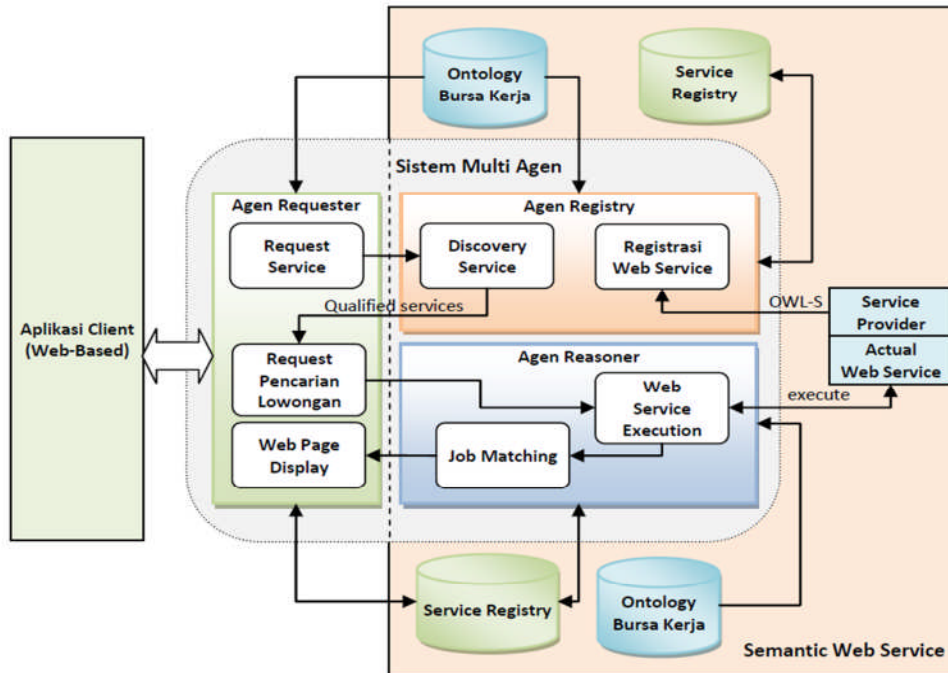 Ontology
Bursa Kerja
Service
Registry
Sistem Multi Agen
Agen Requester
Agen Registry
Request
Service
Discovery
Service
Registrasi
Web Service
Qualified services
OWL-S
Service
Provider
Actual
Web Service
Aplikasi Client
(Web-Based)
Request
Pencarian
Lowongan
Agen Reasoner
Web
Service
Execution
execute
Web Page
Display
Job Matching
Service Registry
Ontology
Bursa Kerja
Semantic Web Service